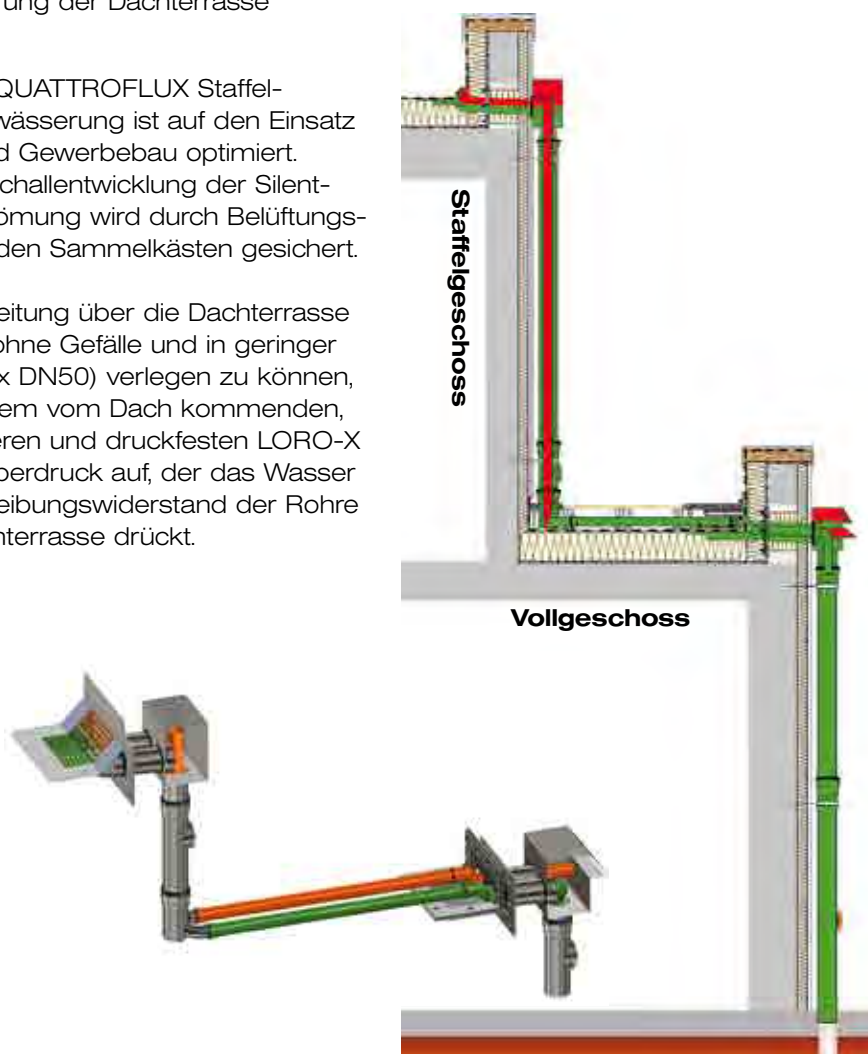 rung der Dachterrasse
QUATTROFLUX Staffel-
wässerung ist auf den Einsatz
d Gewerbebau optimiert.
challentwicklung der Silent-
ömung wird durch Belüftungs-
den Sammelkästen gesichert.
eitung über die Dachterrasse
ohne Gefälle und in geringer
x DN50) verlegen zu können,
em vom Dach kommenden,
eren und druckfesten LORO-X
berdruck auf, der das Wasser
eibungswiderstand der Rohre
hterrasse drückt.
Staffelgeschoss
Vollgeschoss